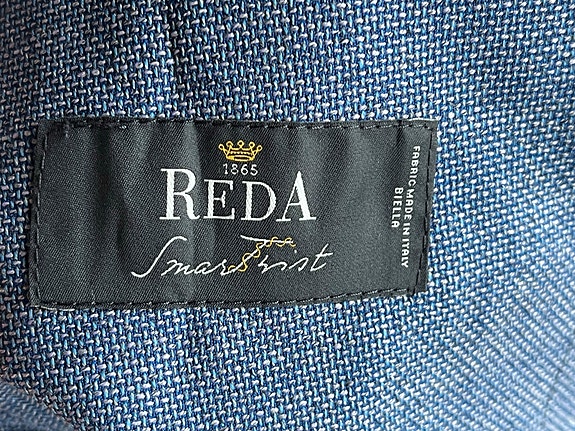 1865
REDA
SmarTwist
FABRIC MADE IN ITALY
BIELLA